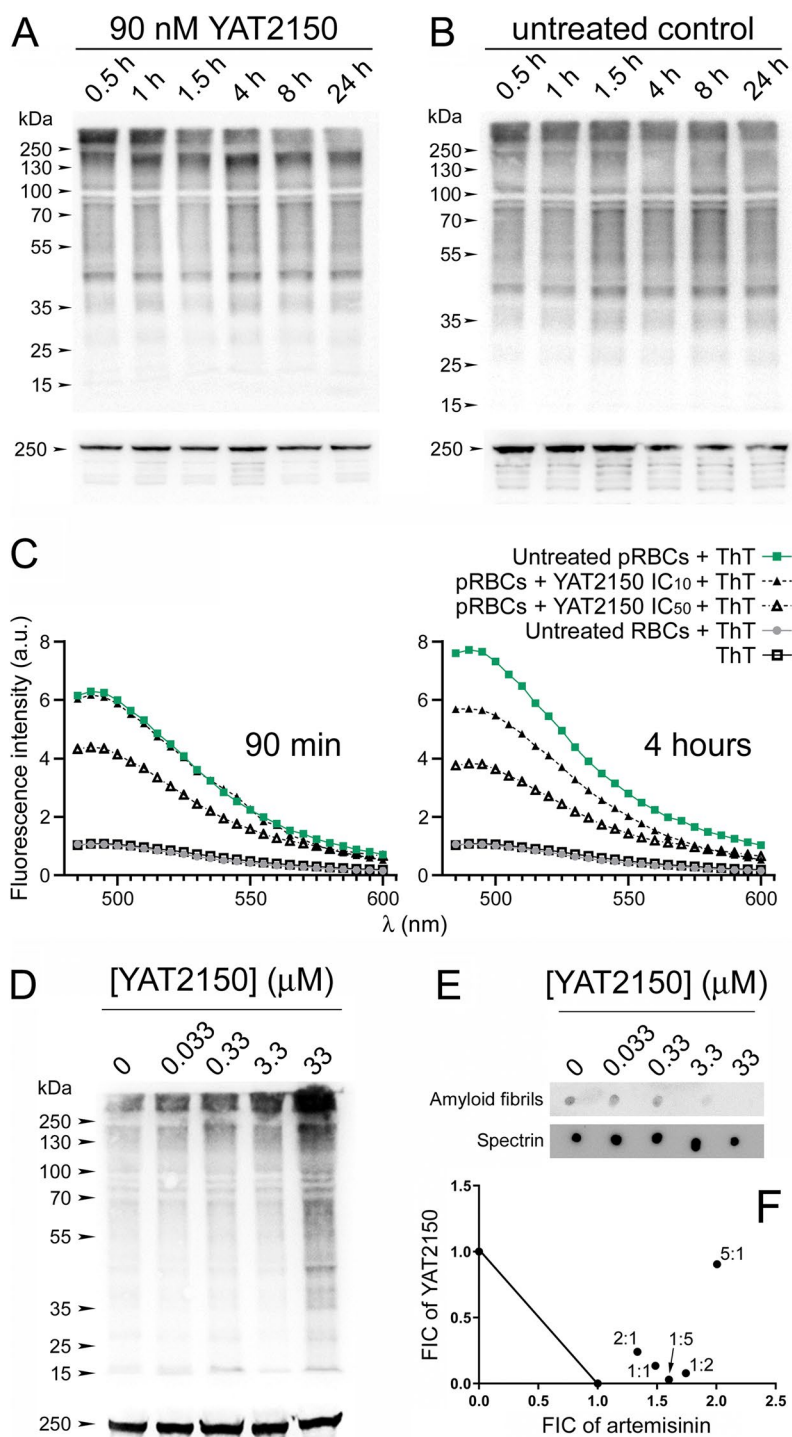 A
90 nM YAT2150
0.5 h 1 h 1.5 h 4 h 8 h 24 h
kDa
250
130
100
70
55
35
25
15
250
B
untreated control
0.5 h 1 h 1.5 h 4 h 8 h 24 h
kDa
250
130
100
70
55
35
25
15
250
C
Untreated pRBCs + ThT
pRBCs + YAT2150 IC10 + ThT
pRBCs + YAT2150 IC50 + ThT
Untreated RBCs + ThT
ThT
Fluorescence intensity (a.u.)
8
6
4
2
0
90 min
500 550 600
8
6
4
2
0
4 hours
500 550 600
λ (nm)
D
[YAT2150] (μM)
0 0.033 0.33 3.3 33
kDa
250
130
100
70
55
35
25
15
250
E
[YAT2150] (μM)
0 0.033 0.33 3.3 33
Amyloid fibrils
Spectrin
F
FIC of YAT2150
1.5
1.0
0.5
0.0
5:1
2:1 1:5
1:1 1:2
0.0 0.5 1.0 1.5 2.0 2.5
FIC of artemisinin